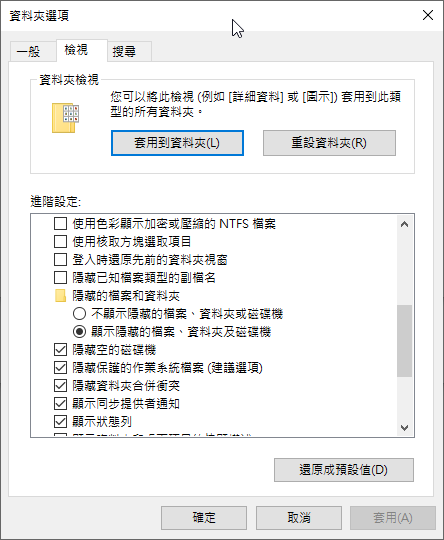 資料夾選項
一般
檢視
搜尋
資料夾檢視
您可以將此檢視 (例如 [詳細資料] 或 [圖示]) 套用到此類
型的所有資料夾。
套用到資料夾(L)
重設資料夾(R)
進階設定:
使用色彩顯示加密或壓縮的 NTFS 檔案
使用核取方塊選取項目
登入時還原先前的資料夾視窗
隱藏已知檔案類型的副檔名
隱藏的檔案和資料夾
不顯示隱藏的檔案、資料夾或磁碟機
顯示隱藏的檔案、資料夾及磁碟機
隱藏空的磁碟機
隱藏保護的作業系統檔案 (建議選項)
隱藏資料夾合併衝突
顯示同步提供者通知
顯示狀態列
還原成預設值(D)
確定
取消
套用(A)